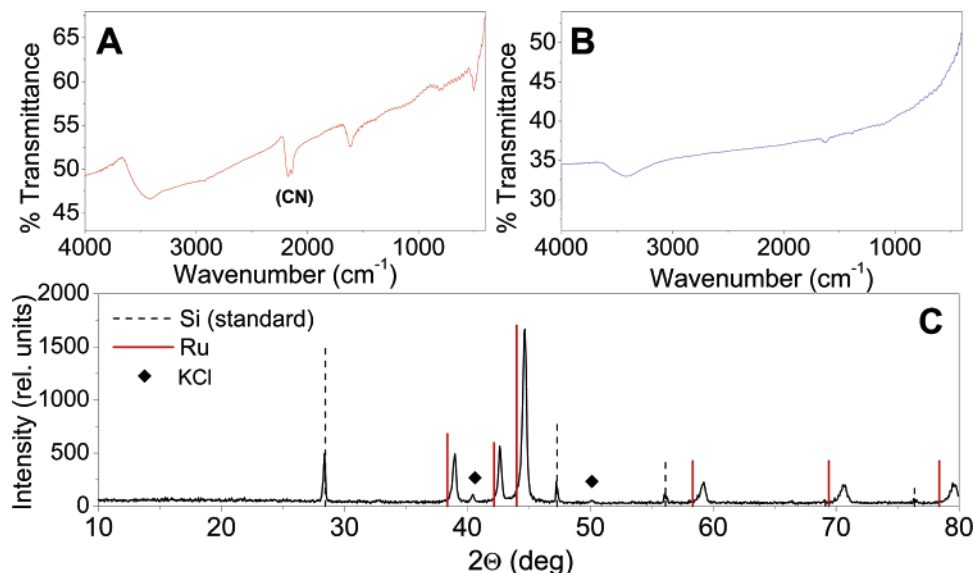 A
% Transmittance
65
60
55
50
45
(CN)
4000 3000 2000 1000
Wavenumber (cm⁻¹)
B
% Transmittance
50
45
40
35
30
4000 3000 2000 1000
Wavenumber (cm⁻¹)
C
Intensity (rel. units)
2000
1500
1000
500
0
Si (standard)
Ru
KCl
10 20 30 40 50 60 70 80
2Θ (deg)